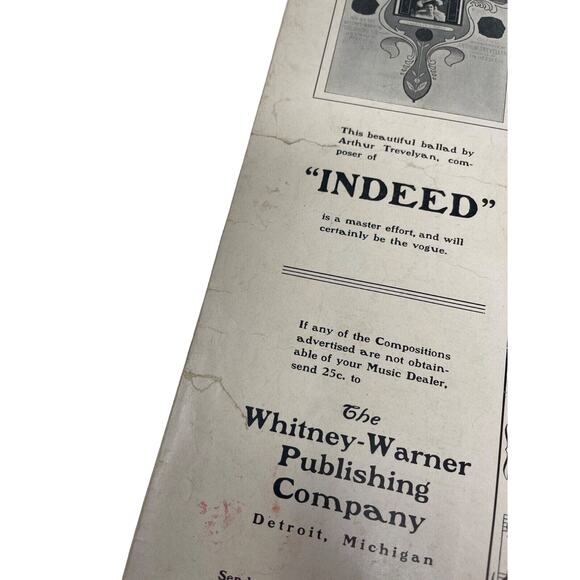 This beautiful ballad by
Arthur Trevelyan, com-
poser of
"INDEED"
is a master effort, and will
certainly be the vogue.
If any of the Compositions
advertised are not obtain-
able of your Music Dealer,
send 25c. to
The
Whitney-Warner
Publishing
Company
Detroit, Michigan